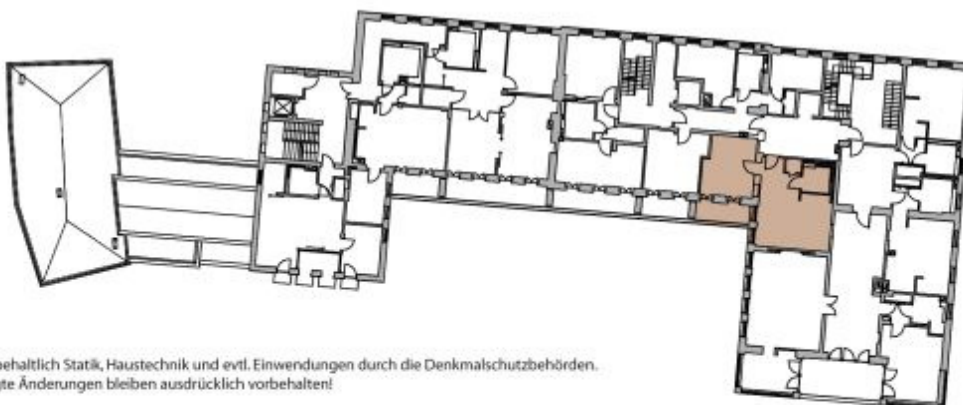 behaltlich Statik, Haustechnik und evtl. Einwendungen durch die Denkmalschutzbehörden.
gte Änderungen bleiben ausdrücklich vorbehalten!